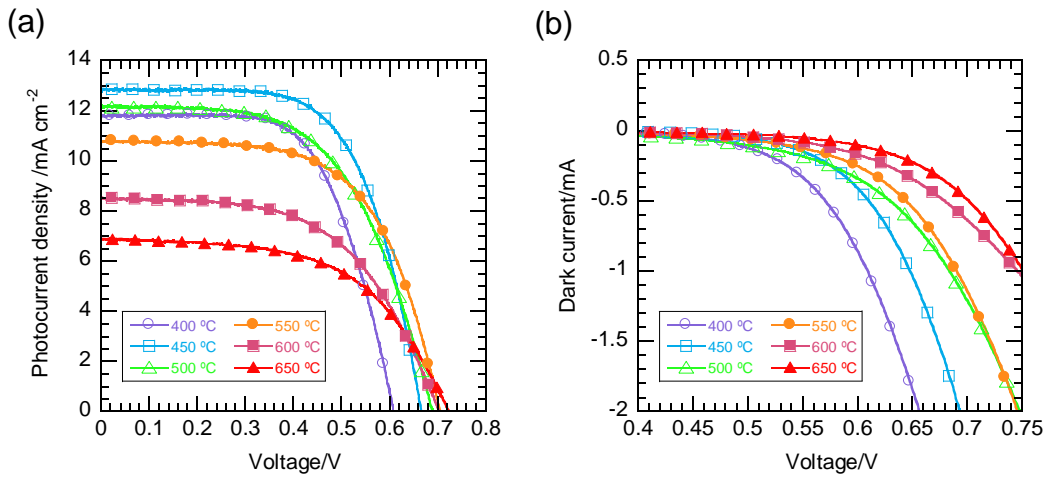 (a)
Photocurrent density /mA cm-2
14
12
10
8
6
4
2
0
400 ºC
450 ºC
500 ºC
550 ºC
600 ºC
650 ºC
0 0.1 0.2 0.3 0.4 0.5 0.6 0.7 0.8
Voltage/V
(b)
Dark current/mA
0.5
0
-0.5
-1
-1.5
-2
400 ºC
450 ºC
500 ºC
550 ºC
600 ºC
650 ºC
0.4 0.45 0.5 0.55 0.6 0.65 0.7 0.75
Voltage/V